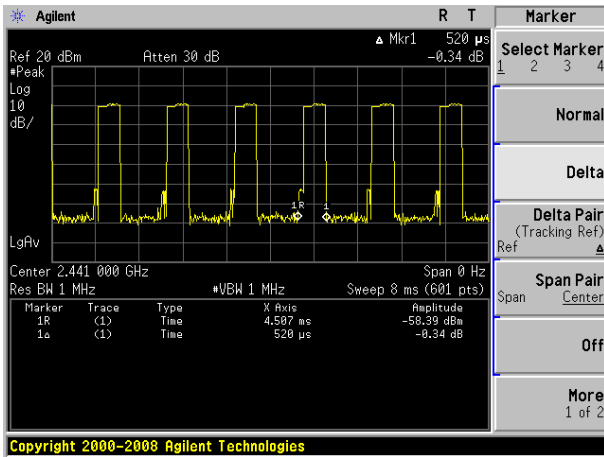 Agilent R T Marker
Δ Mkr1 520 µs
Ref 20 dBm Atten 30 dB -0.34 dB
#Peak
Log
10
dB/
1R 1
LgAv
Center 2.441 000 GHz Span 0 Hz
Res BW 1 MHz #VBW 1 MHz Sweep 8 ms (601 pts)
Marker Trace Type X Axis Amplitude
1R (1) Time 4.507 ms -58.39 dBm
1Δ (1) Time 520 µs -0.34 dB
Copyright 2000-2008 Agilent Technologies
Select Marker
1 2 3 4
Normal
Delta
Delta Pair
(Tracking Ref)
Ref Δ
Span Pair
Span Center
Off
More
1 of 2